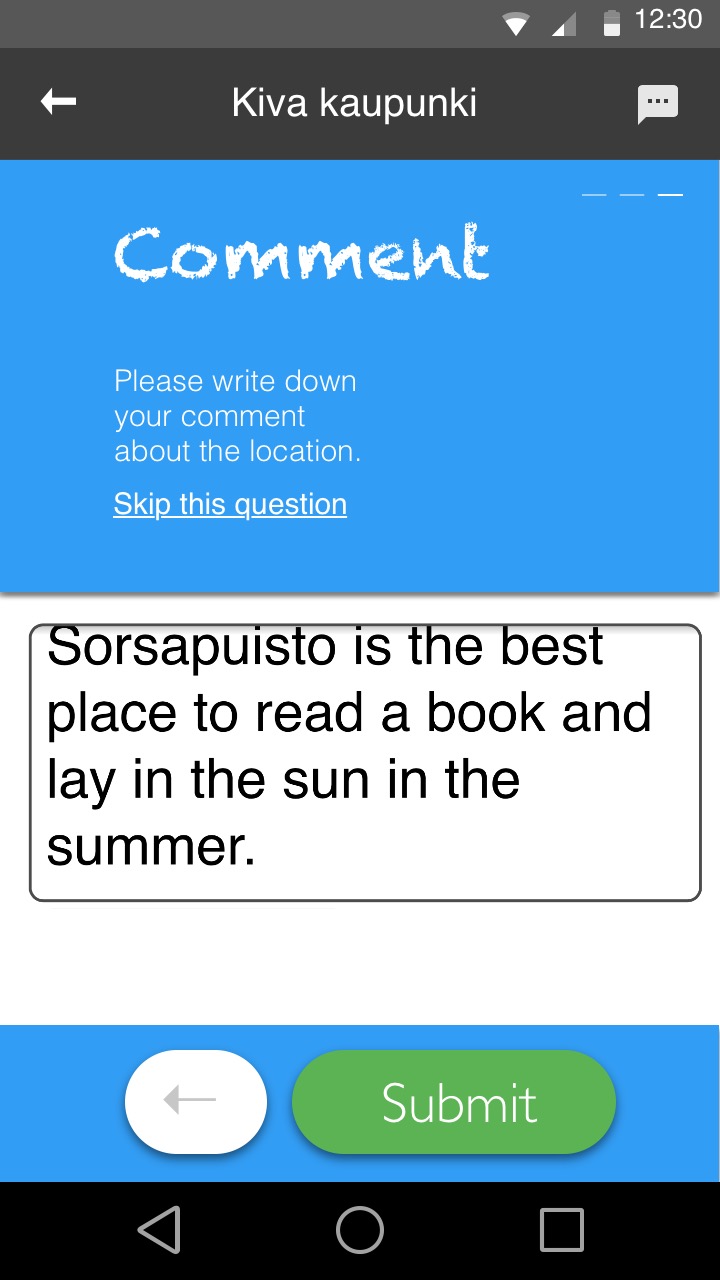 12:30
Kiva kaupunki
Comment
Please write down
your comment
about the location.
Skip this question
Sorsapuisto is the best
place to read a book and
lay in the sun in the
summer.
Submit